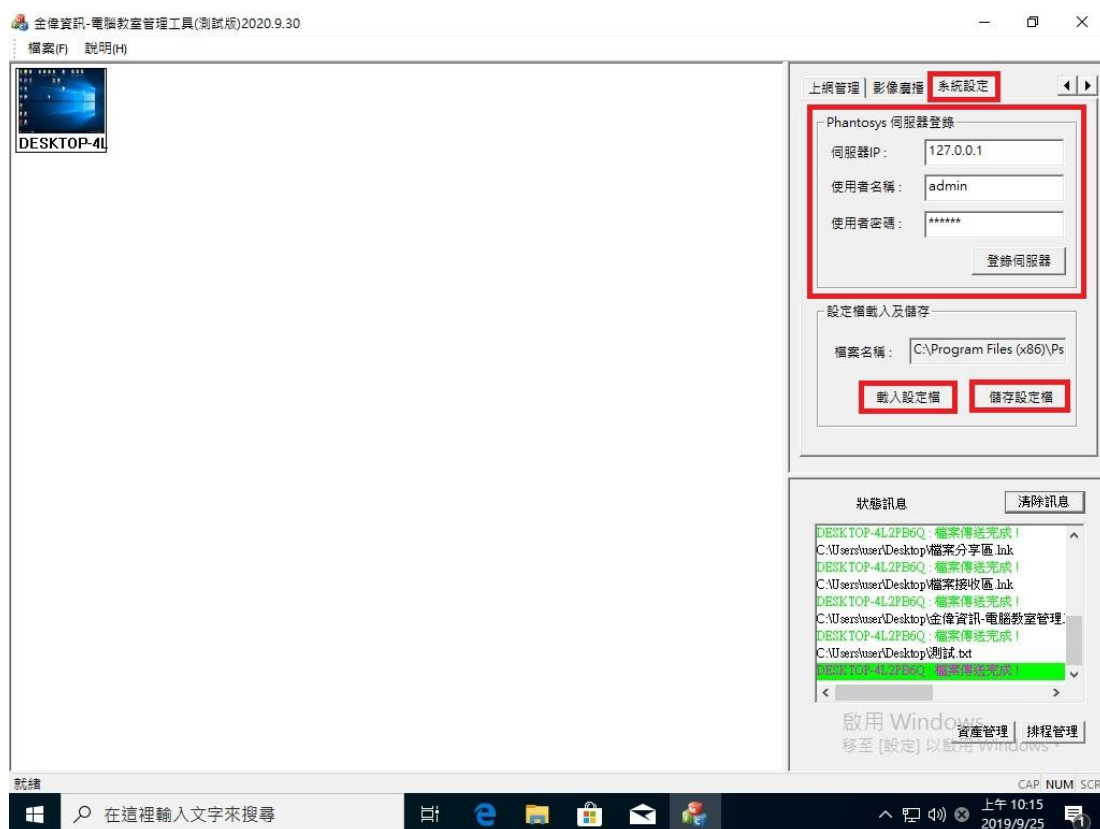 金偉資訊-電腦教室管理工具(測試版)2020.9.30
檔案(F) 說明(H)
DESKTOP-4L
上網管理 影像廣播 系統設定
Phantosys 伺服器登錄
伺服器IP : 127.0.0.1
使用者名稱 : admin
使用者密碼 : ******
登錄伺服器
設定檔載入及儲存
檔案名稱 : C:\Program Files (x86)\Ps
載入設定檔 儲存設定檔
狀態訊息 清除訊息
DESKTOP-4L2PB6Q : 檔案傳送完成 !
C:\Users\user\Desktop\檔案分享區.lnk
DESKTOP-4L2PB6Q : 檔案傳送完成 !
C:\Users\user\Desktop\檔案接收區.lnk
DESKTOP-4L2PB6Q : 檔案傳送完成 !
C:\Users\user\Desktop\金偉資訊-電腦教室管理.
DESKTOP-4L2PB6Q : 檔案傳送完成 !
C:\Users\user\Desktop\測試.txt
DESKTOP-4L2PB6Q : 檔案傳送完成 !
啟用 Windows
移至 [設定] 以啟用 Windows。
資產管理 排程管理
就緒 CAP NUM SCR
在這裡輸入文字來搜尋
上午 10:15
2019/9/25
1